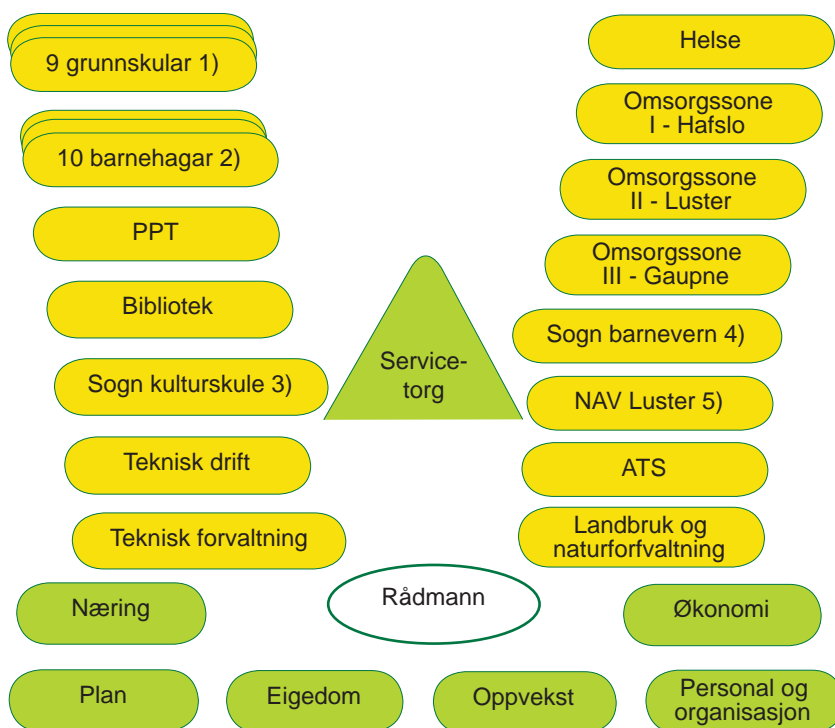 9 grunnskular 1)
10 barnehagar 2)
PPT
Bibliotek
Sogn kulturskule 3)
Teknisk drift
Teknisk forvaltning
Service-
torg
Helse
Omsorgssone
I - Hafslo
Omsorgssone
II - Luster
Omsorgssone
III - Gaupne
Sogn barnevern 4)
NAV Luster 5)
ATS
Landbruk og
naturforfvaltning
Næring
Rådmann
Økonomi
Plan
Eigedom
Oppvekst
Personal og
organisasjon